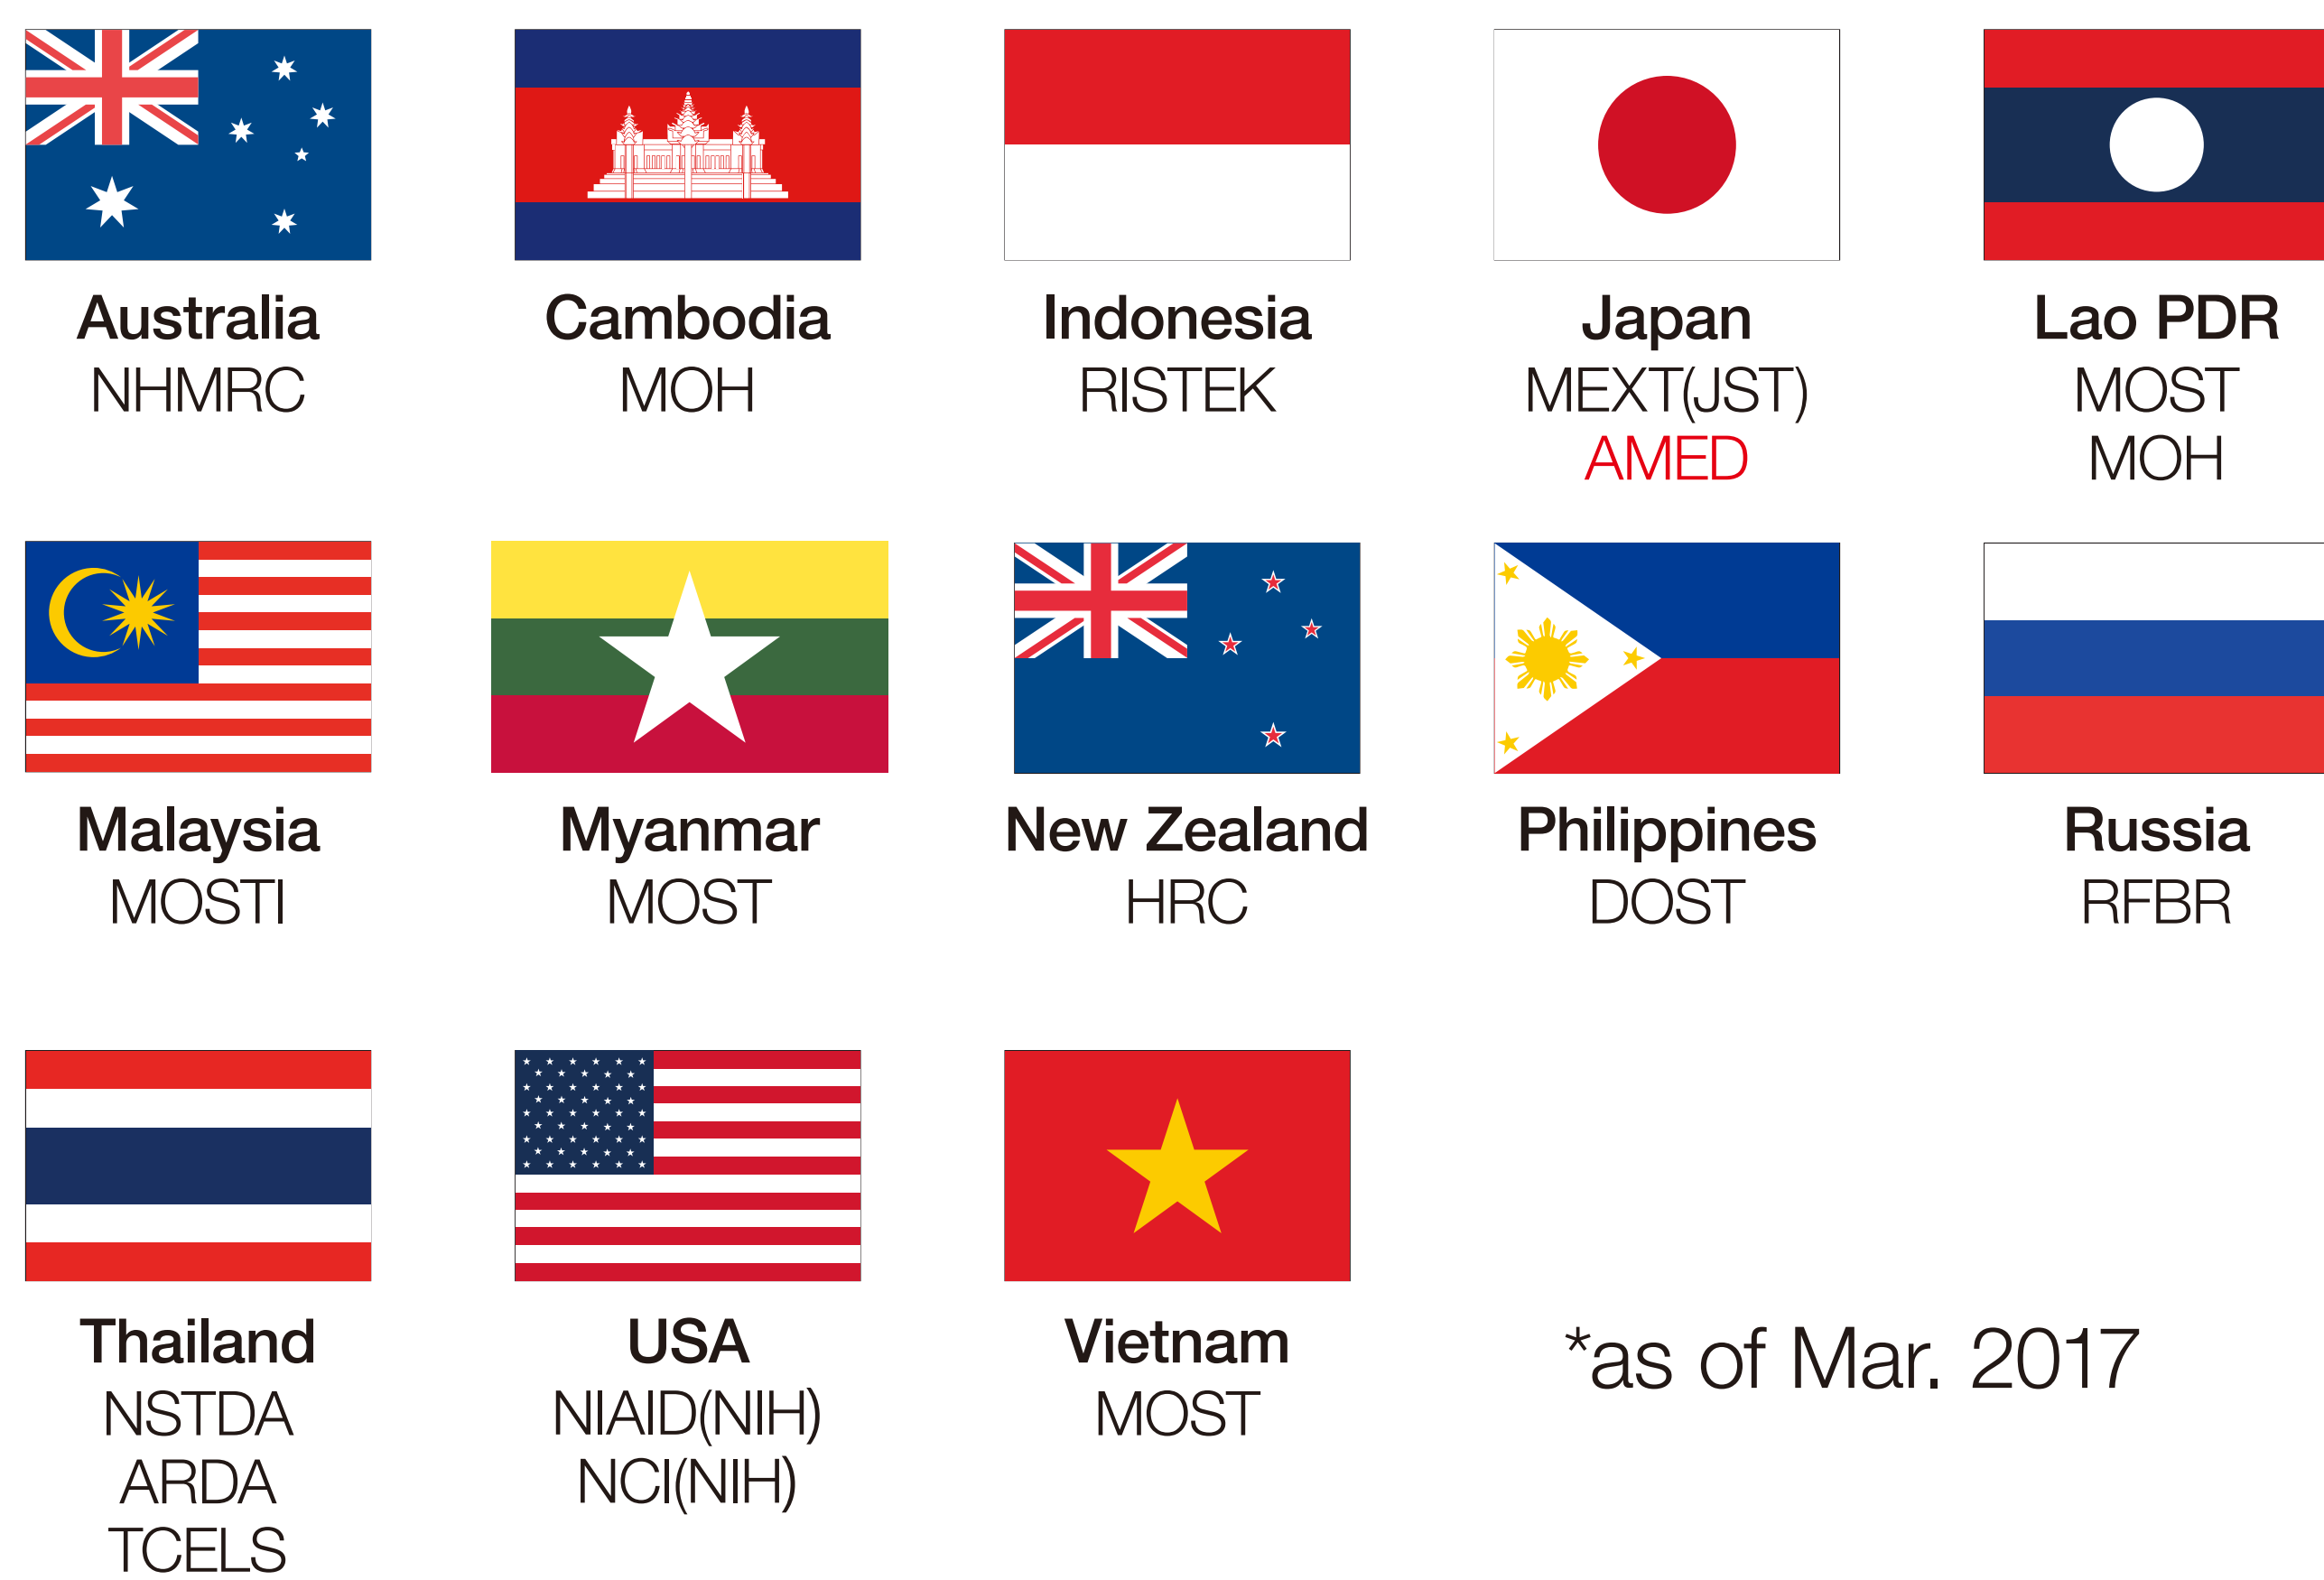 Australia
NHMRC
Cambodia
MOH
Indonesia
RISTEK
Japan
MEXT(JST)
AMED
Lao PDR
MOST
MOH
Malaysia
MOSTI
Myanmar
MOST
New Zealand
HRC
Philippines
DOST
Russia
RFBR
Thailand
NSTDA
ARDA
TCELS
USA
NIAID(NIH)
NCI(NIH)
Vietnam
MOST
*as of Mar. 2017